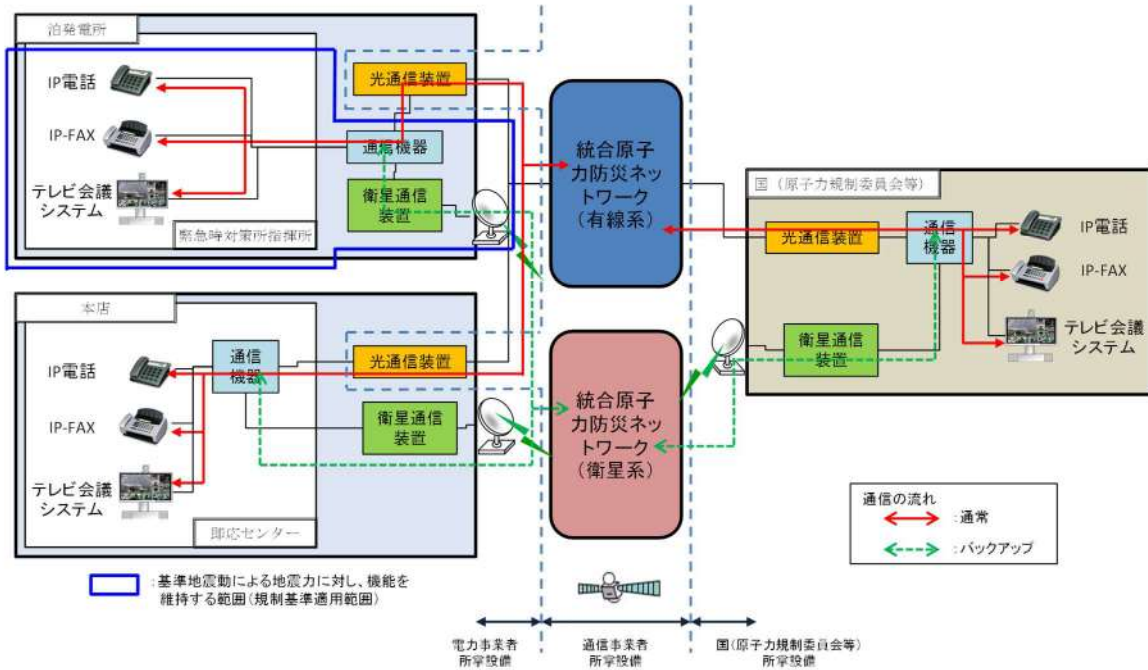 泊発電所
IP電話
IP-FAX
テレビ会議
システム
緊急時対策所指揮所
光通信装置
通信機器
衛星通信
装置
本店
IP電話
IP-FAX
テレビ会議
システム
即応センター
通信
機器
光通信装置
衛星通信
装置
統合原子
力防災ネッ
トワーク
(有線系)
統合原子
力防災ネッ
トワーク
(衛星系)
国(原子力規制委員会等)
光通信装置
通信
機器
衛星通信
装置
IP電話
IP-FAX
テレビ会議
システム
通信の流れ
:通常
:バックアップ
:基準地震動による地震力に対し、機能を
維持する範囲(規制基準適用範囲)
電力事業者
所掌設備
通信事業者
所掌設備
国(原子力規制委員会等)
所掌設備